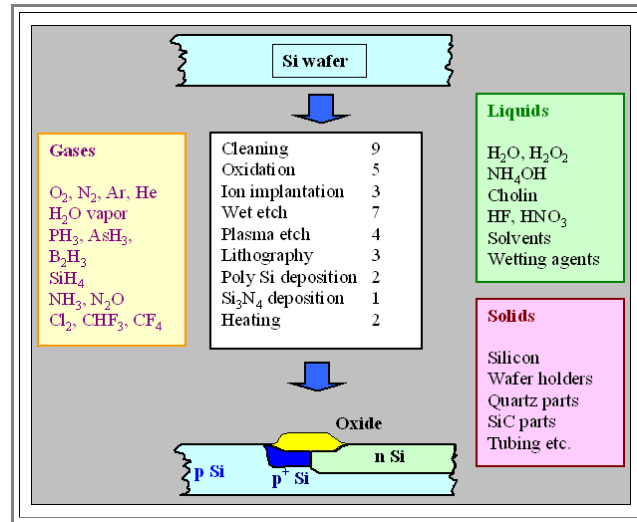 Si wafer
Gases
O₂, N₂, Ar, He
H₂O vapor
PH₃, AsH₃,
B₂H₃
SiH₄
NH₃, N₂O
Cl₂, CHF₃, CF₄
Cleaning 9
Oxidation 5
Ion implantation 3
Wet etch 7
Plasma etch 4
Lithography 3
Poly Si deposition 2
Si₃N₄ deposition 1
Heating 2
Liquids
H₂O, H₂O₂
NH₄OH
Cholin
HF, HNO₃
Solvents
Wetting agents
Solids
Silicon
Wafer holders
Quartz parts
SiC parts
Tubing etc.
Oxide
p Si
p⁺ Si
n Si